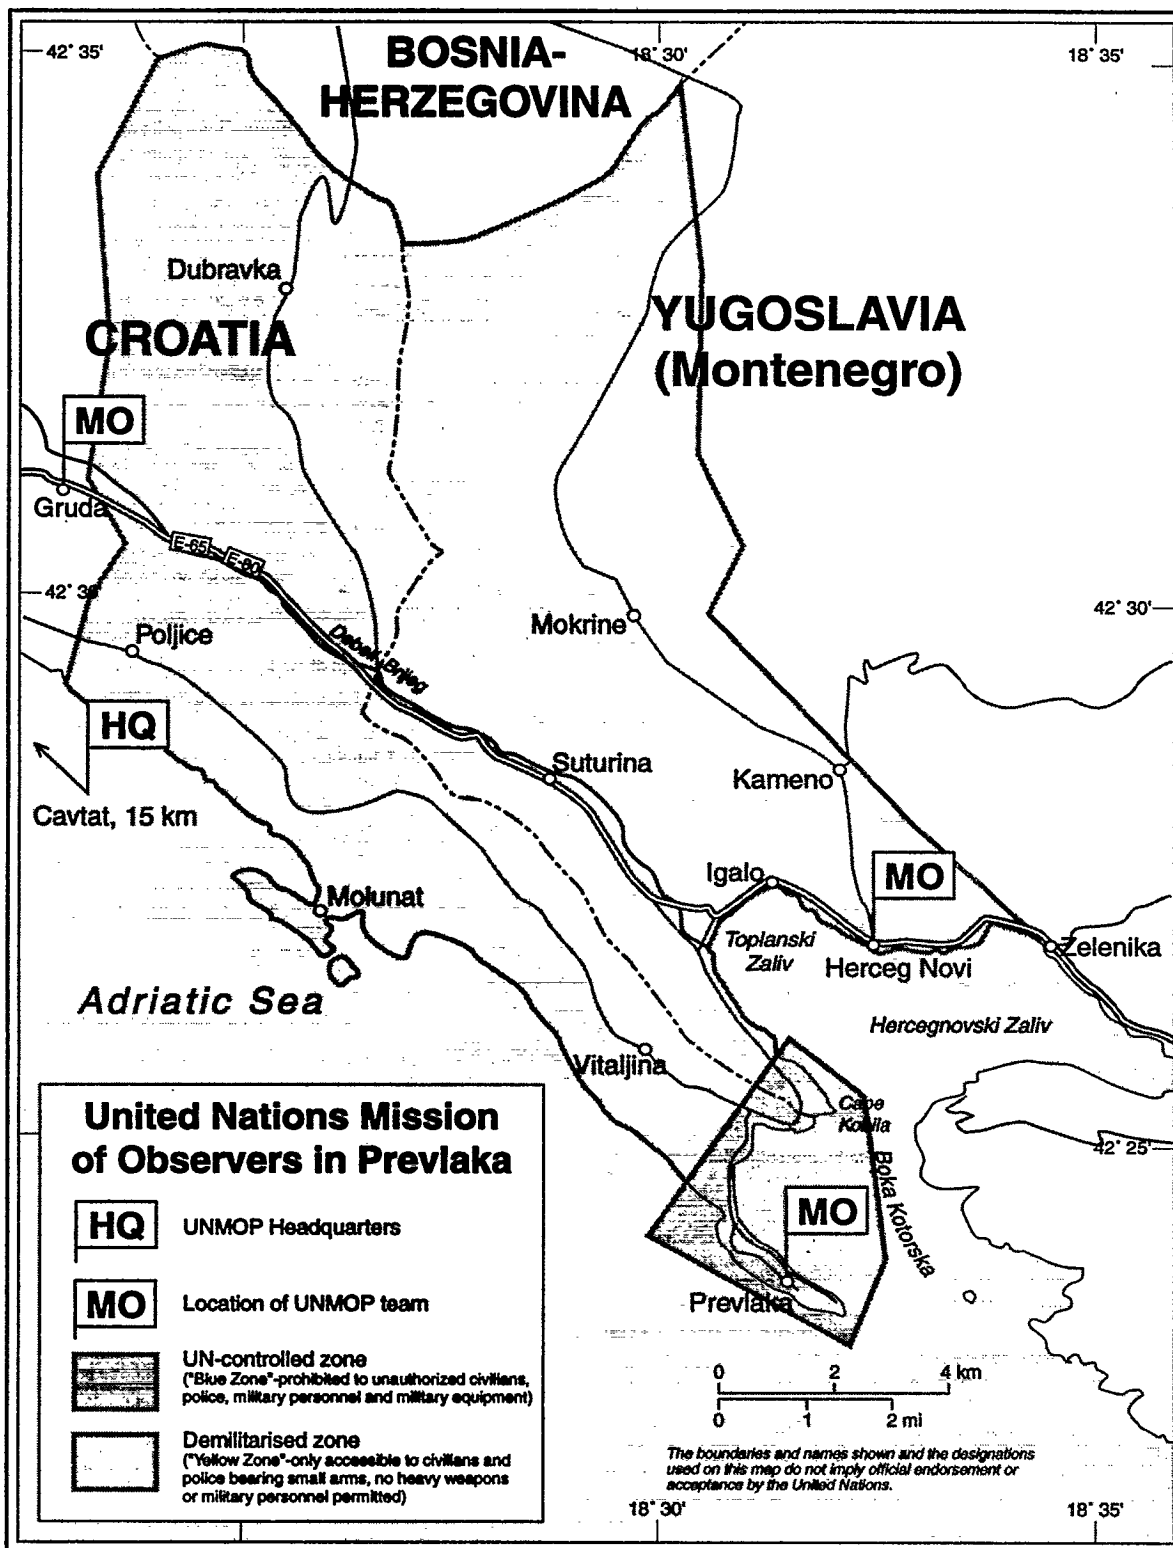 42° 35'
BOSNIA-
HERZEGOVINA
18° 30'
18° 35'
Dubravka
CROATIA
YUGOSLAVIA
(Montenegro)
MO
Gruda
E-65
E-80
42° 30'
Mokrine
42° 30'
Poljice
Debeli Brijeg
HQ
Cavtat, 15 km
Suturina
Kameno
Igalo
MO
Molunat
Toplanski
Zaliv
Herceg Novi
Zelenika
Adriatic Sea
Hercegnovski Zaliv
Vitaljina
Cape
Kobila
42° 25'
Boka Kotorska
MO
Prevlaka
United Nations Mission
of Observers in Prevlaka
HQ
UNMOP Headquarters
MO
Location of UNMOP team
UN-controlled zone
("Blue Zone"-prohibited to unauthorized civilians,
police, military personnel and military equipment)
Demilitarised zone
("Yellow Zone"-only accessible to civilians and
police bearing small arms, no heavy weapons
or military personnel permitted)
0 2 4 km
0 1 2 mi
The boundaries and names shown and the designations
used on this map do not imply official endorsement or
acceptance by the United Nations.
18° 30'
18° 35'